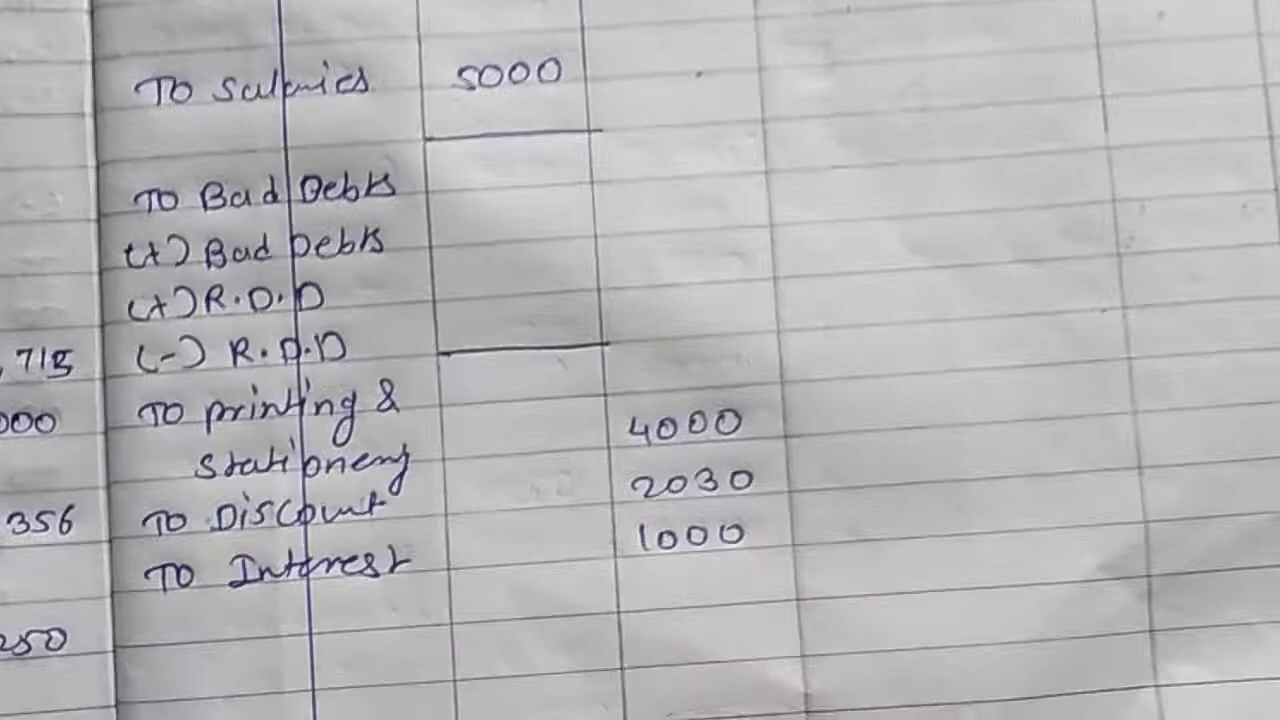 To Salaries 5000
To Bad Debts
(+) Bad Debts
(+) R.D.D
,715 (-) R.D.D
000 To printing &
4000
stationery
2030
356 To Discount
1000
To Interest
250